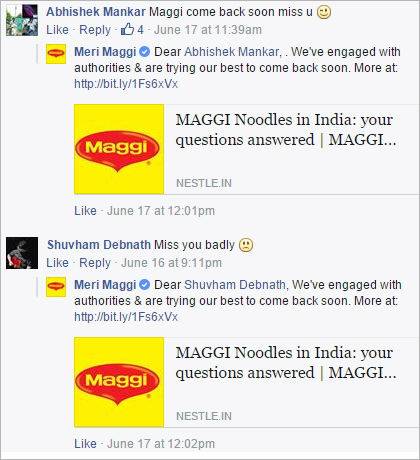 Abhishek Mankar Maggi come back soon miss u
Like · Reply · 4 · June 17 at 11:39am
Meri Maggi Dear Abhishek Mankar, . We've engaged with
authorities & are trying our best to come back soon. More at:
http://bit.ly/1Fs6xVx
Maggi
MAGGI Noodles in India: your
questions answered | MAGGI...
NESTLE.IN
Like · June 17 at 12:01pm
Shuvham Debnath Miss you badly
Like · Reply · June 16 at 9:11pm
Meri Maggi Dear Shuvham Debnath, We've engaged with
authorities & are trying our best to come back soon. More at:
http://bit.ly/1Fs6xVx
Maggi
MAGGI Noodles in India: your
questions answered | MAGGI...
NESTLE.IN
Like · June 17 at 12:02pm